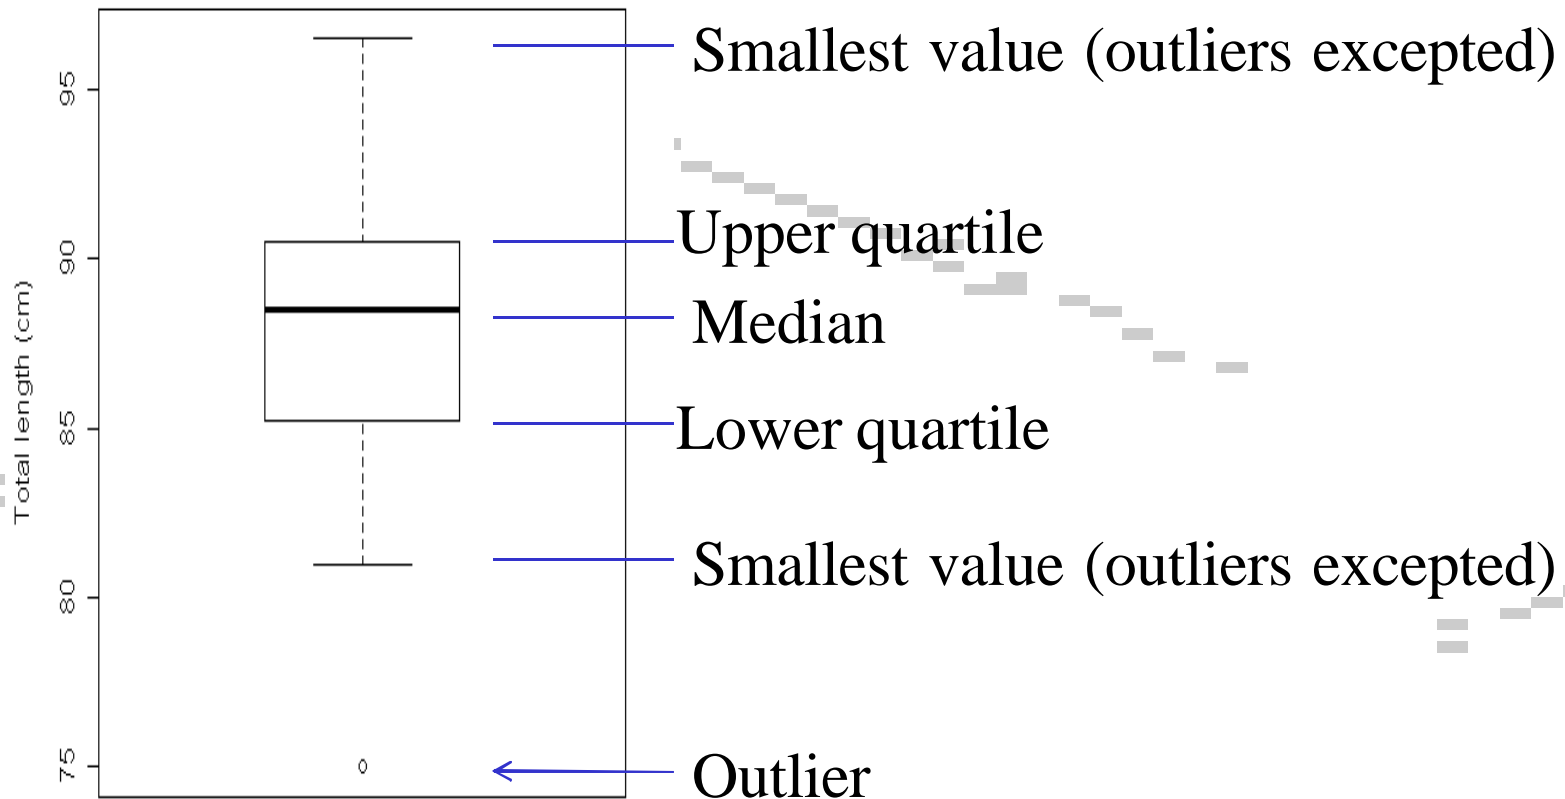 Total length (cm)
95
90
85
80
75
Smallest value (outliers excepted)
Upper quartile
Median
Lower quartile
Smallest value (outliers excepted)
Outlier